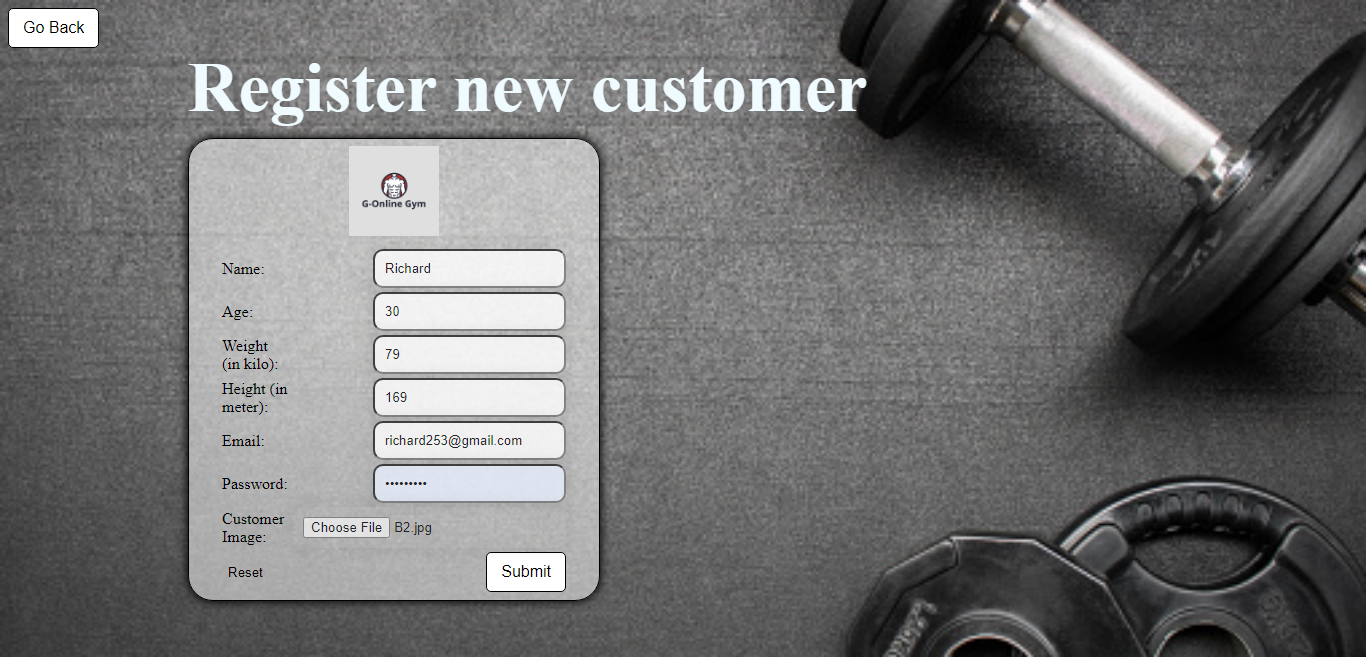 Go Back
Register new customer
G-Online Gym
Name:
Richard
Age:
30
Weight
(in kilo):
79
Height (in
meter):
169
Email:
richard253@gmail.com
Password:
•••••••••
Customer
Image:
Choose File B2.jpg
Reset
Submit